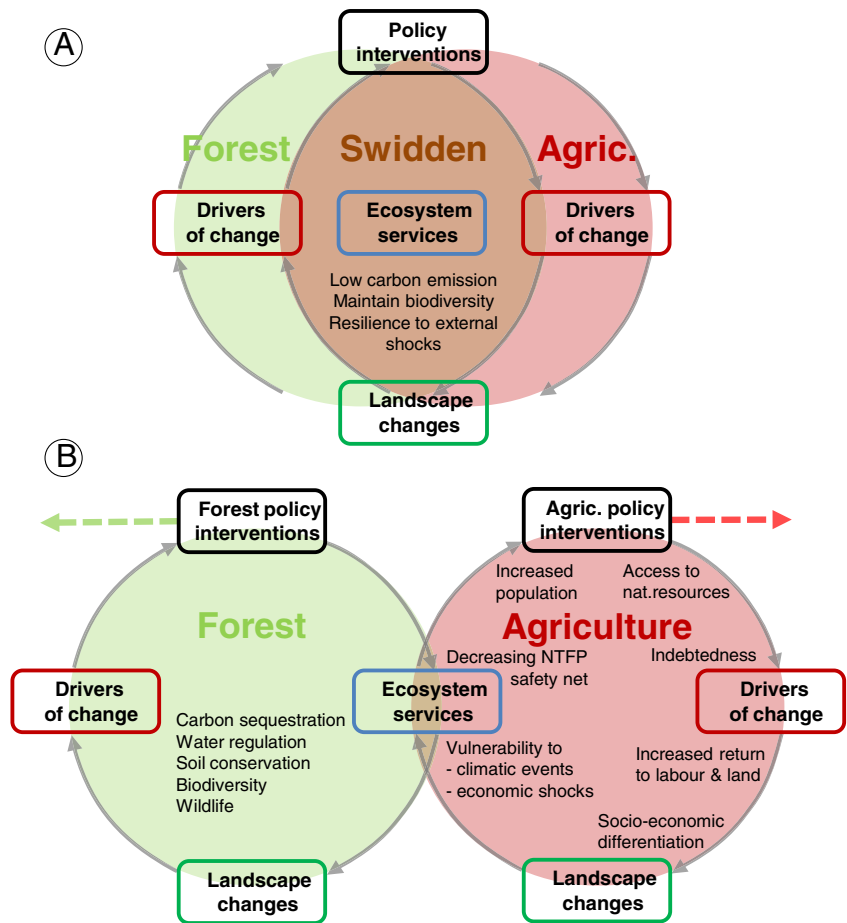 A
Policy
interventions
Forest
Swidden
Agric.
Drivers
of change
Ecosystem
services
Drivers
of change
Low carbon emission
Maintain biodiversity
Resilience to external
shocks
Landscape
changes
B
Forest policy
interventions
Agric. policy
interventions
Increased
population
Access to
nat.resources
Forest
Agriculture
Decreasing NTFP
safety net
Indebtedness
Drivers
of change
Ecosystem
services
Drivers
of change
Carbon sequestration
Water regulation
Soil conservation
Biodiversity
Wildlife
Vulnerability to
- climatic events
- economic shocks
Increased return
to labour & land
Socio-economic
differentiation
Landscape
changes
Landscape
changes